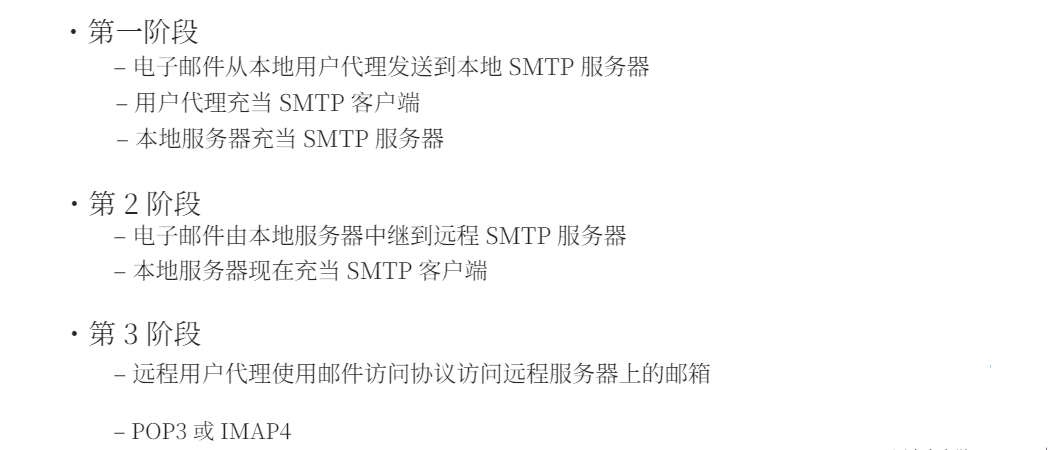 ・第一阶段
– 电子邮件从本地用户代理发送到本地 SMTP 服务器
– 用户代理充当 SMTP 客户端
– 本地服务器充当 SMTP 服务器
・第 2 阶段
– 电子邮件由本地服务器中继到远程 SMTP 服务器
– 本地服务器现在充当 SMTP 客户端
・第 3 阶段
– 远程用户代理使用邮件访问协议访问远程服务器上的邮箱
– POP3 或 IMAP4